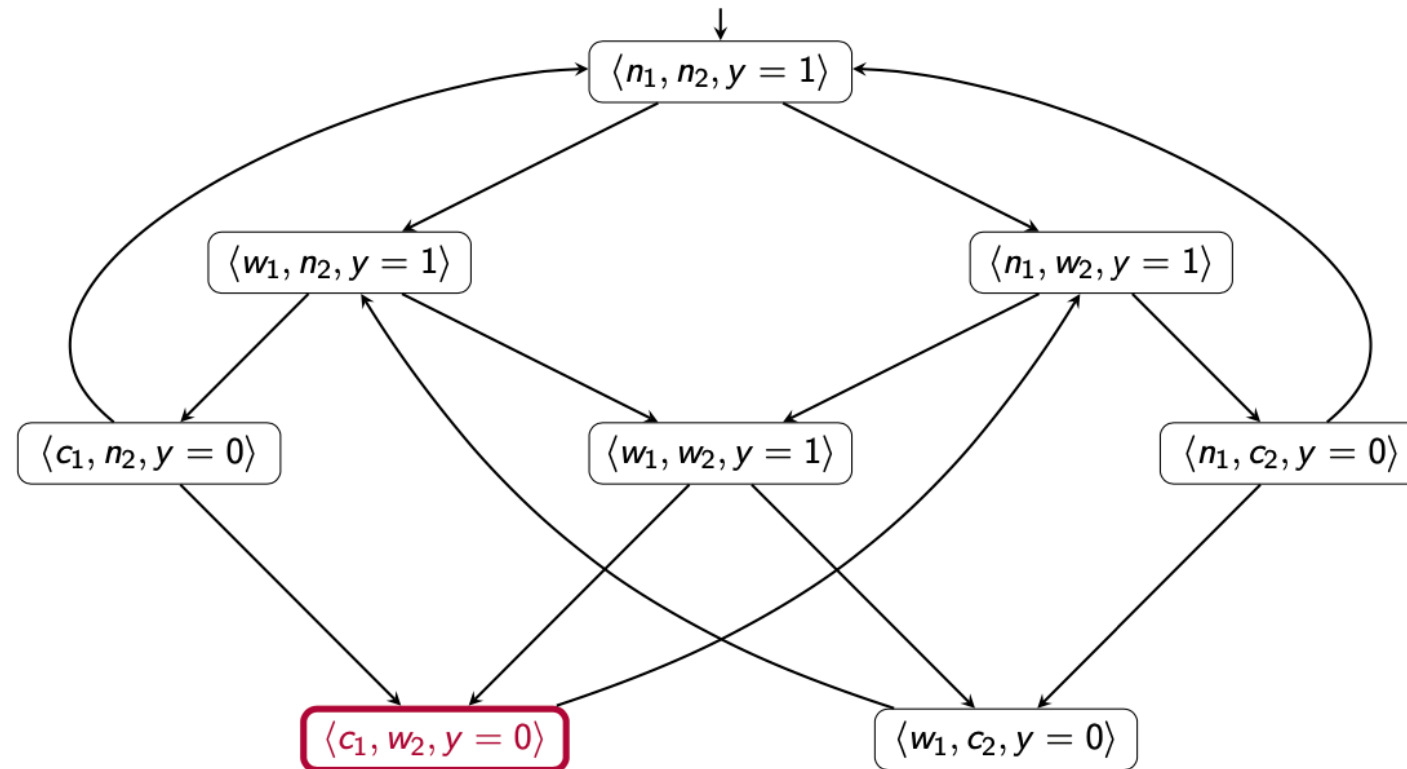 ⟨n₁, n₂, y = 1⟩
⟨w₁, n₂, y = 1⟩
⟨n₁, w₂, y = 1⟩
⟨c₁, n₂, y = 0⟩
⟨w₁, w₂, y = 1⟩
⟨n₁, c₂, y = 0⟩
⟨c₁, w₂, y = 0⟩
⟨w₁, c₂, y = 0⟩